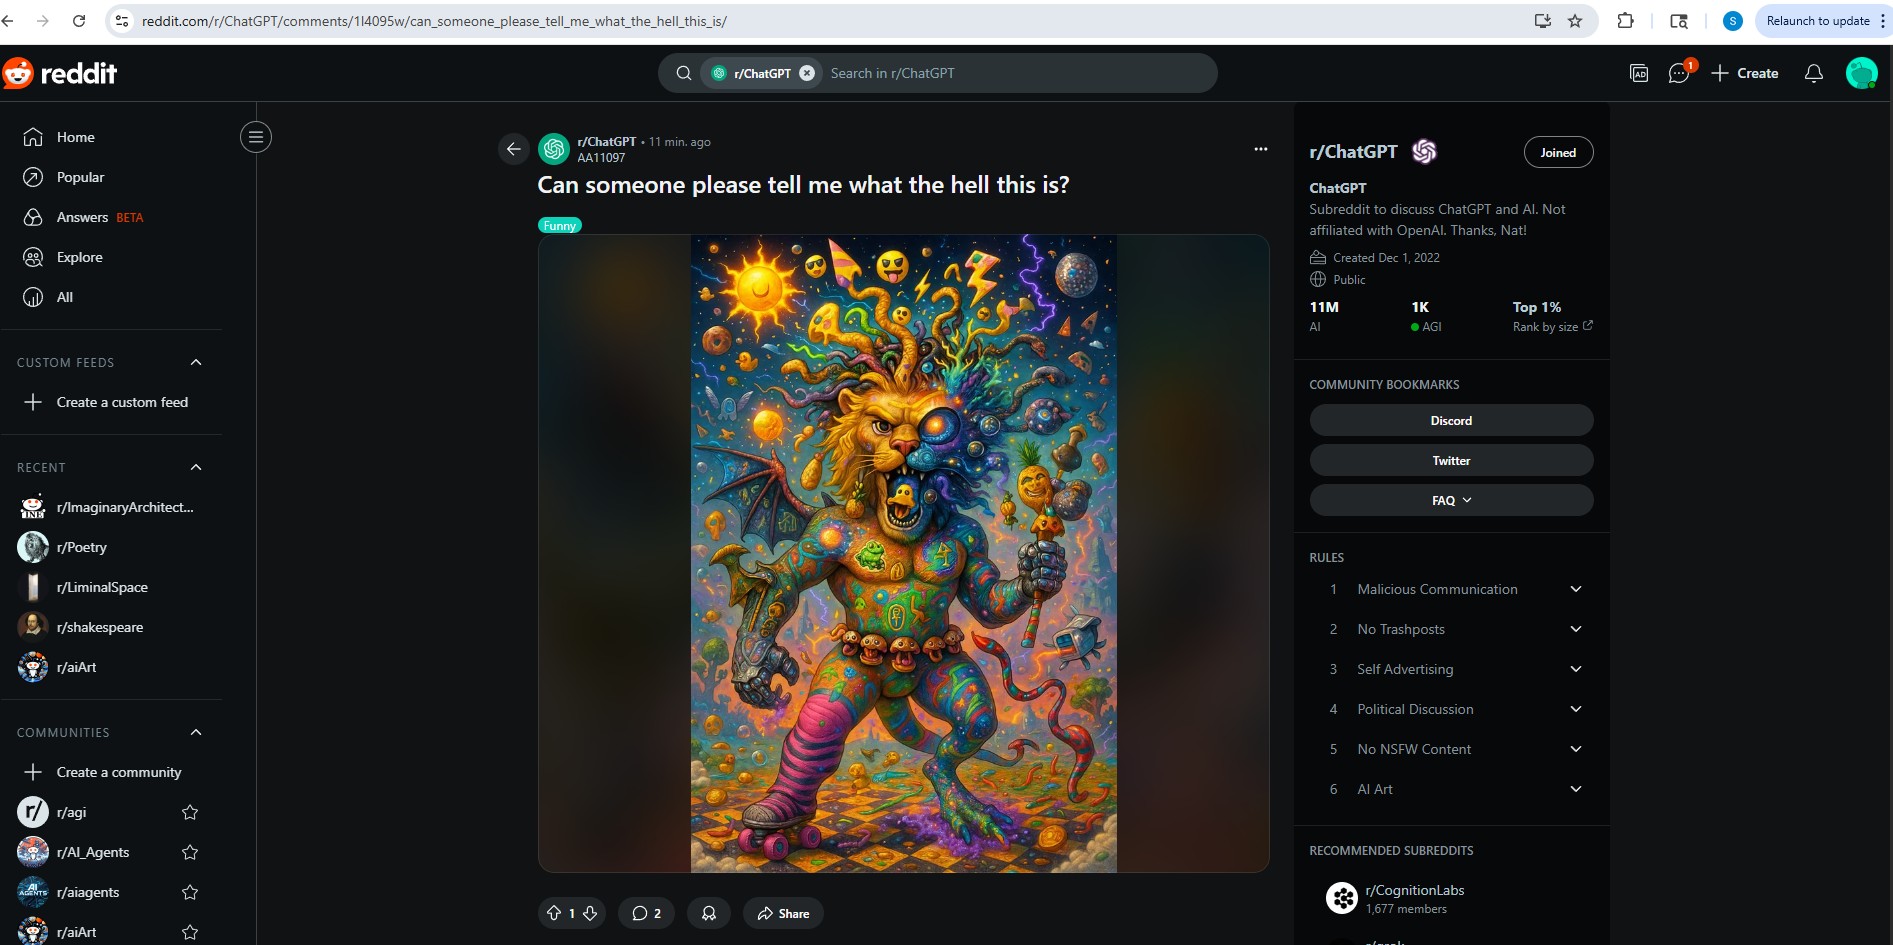 reddit.com/r/ChatGPT/comments/1l4095w/can_someone_please_tell_me_what_the_hell_this_is/
S
Relaunch to update
reddit
r/ChatGPT
Search in r/ChatGPT
AD
1
Create
Home
Popular
Answers BETA
Explore
All
CUSTOM FEEDS
Create a custom feed
RECENT
r/ImaginaryArchitect...
r/Poetry
r/LiminalSpace
r/shakespeare
r/aiArt
COMMUNITIES
Create a community
r/
r/agi
r/AI_Agents
AI
AGENTS
r/aiagents
r/aiArt
r/ChatGPT • 11 min. ago
AA11097
Can someone please tell me what the hell this is?
Funny
1
2
Share
r/ChatGPT
Joined
ChatGPT
Subreddit to discuss ChatGPT and AI. Not
affiliated with OpenAI. Thanks, Nat!
Created Dec 1, 2022
Public
11M
AI
1K
AGI
Top 1%
Rank by size
COMMUNITY BOOKMARKS
Discord
Twitter
FAQ
RULES
1 Malicious Communication
2 No Trashposts
3 Self Advertising
4 Political Discussion
5 No NSFW Content
6 AI Art
RECOMMENDED SUBREDDITS
r/CognitionLabs
1,677 members